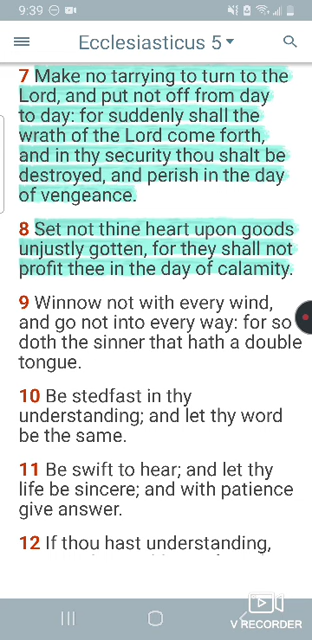 9:39
Ecclesiasticus 5
7 Make no tarrying to turn to the
Lord, and put not off from day
to day: for suddenly shall the
wrath of the Lord come forth,
and in thy security thou shalt be
destroyed, and perish in the day
of vengeance.
8 Set not thine heart upon goods
unjustly gotten, for they shall not
profit thee in the day of calamity.
9 Winnow not with every wind,
and go not into every way: for so
doth the sinner that hath a double
tongue.
10 Be stedfast in thy
understanding; and let thy word
be the same.
11 Be swift to hear; and let thy
life be sincere; and with patience
give answer.
12 If thou hast understanding,
V RECORDER